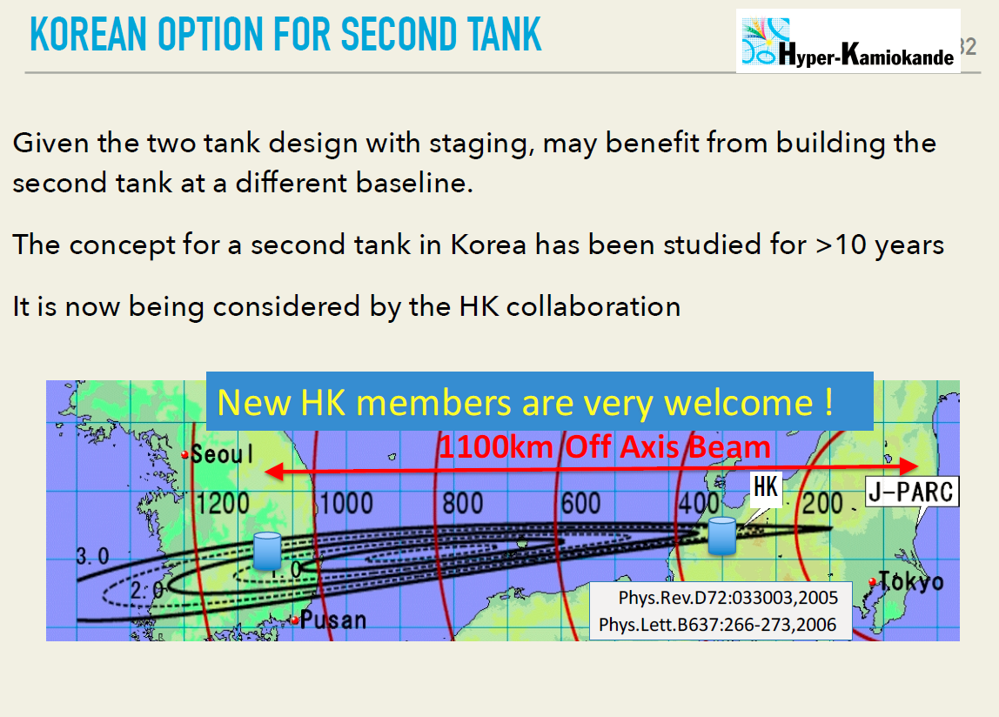 KOREAN OPTION FOR SECOND TANK
Hyper-Kamiokande
32
Given the two tank design with staging, may benefit from building the
second tank at a different baseline.
The concept for a second tank in Korea has been studied for >10 years
It is now being considered by the HK collaboration
New HK members are very welcome !
1100km Off Axis Beam
Seoul
HK
J-PARC
1200 1000 800 600 400 200
3.0
1.0
2.0
Tokyo
Pusan
Phys.Rev.D72:033003,2005
Phys.Lett.B637:266-273,2006